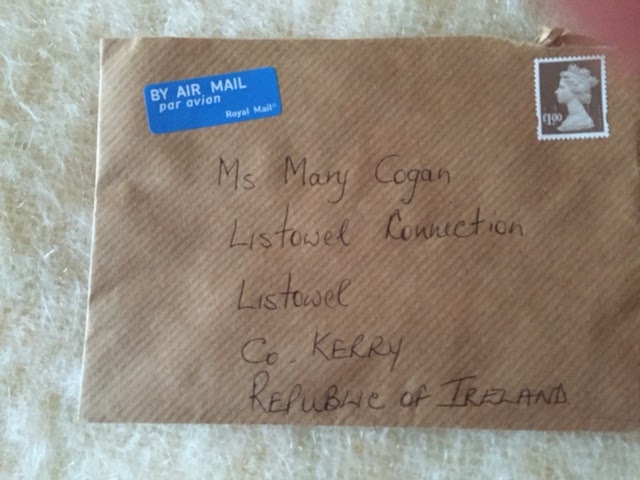 BY AIR MAIL
par avion
Royal Mail®
£1.00
Ms Mary Cogan
Listowel Connection
Listowel
Co. KERRY
REPUBLIC OF IRELAND